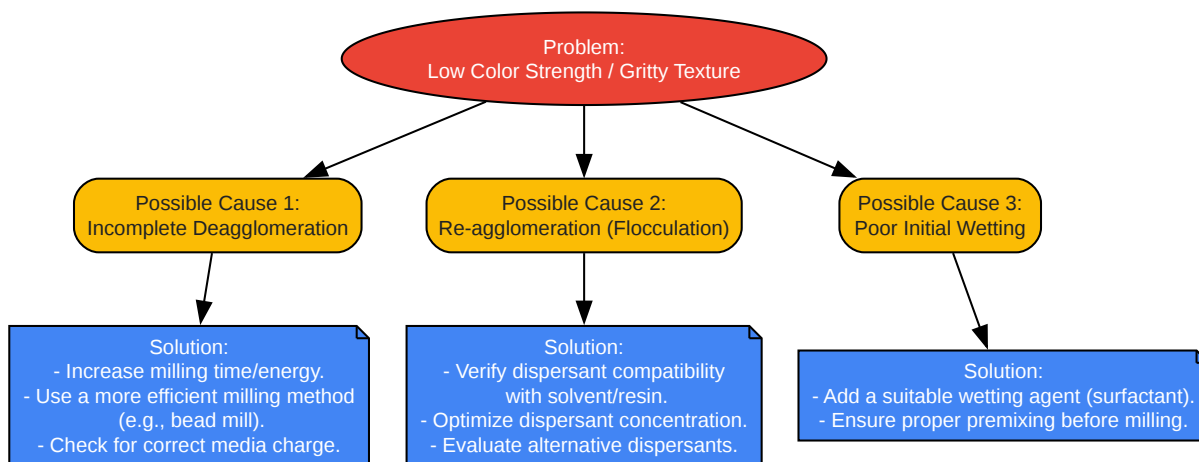 Problem:
Low Color Strength / Gritty Texture
Possible Cause 1:
Incomplete Deagglomeration
Possible Cause 2:
Re-agglomeration (Flocculation)
Possible Cause 3:
Poor Initial Wetting
Solution:
- Increase milling time/energy.
- Use a more efficient milling method
(e.g., bead mill).
- Check for correct media charge.
Solution:
- Verify dispersant compatibility
with solvent/resin.
- Optimize dispersant concentration.
- Evaluate alternative dispersants.
Solution:
- Add a suitable wetting agent (surfactant).
- Ensure proper premixing before milling.